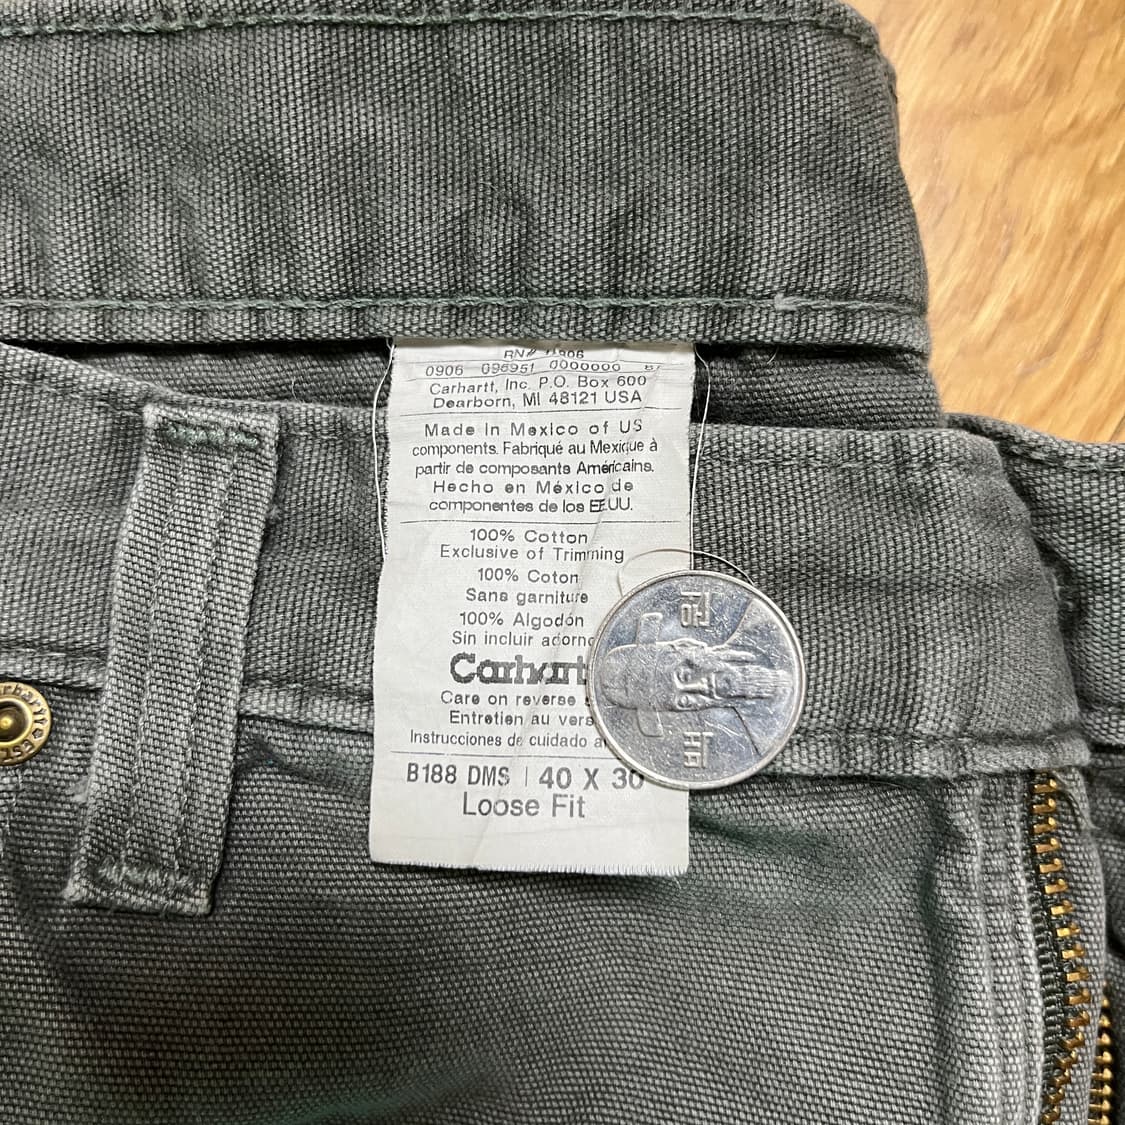 0906 096951 0000000
Carhartt, Inc. P.O. Box 600
Dearborn, MI 48121 USA
Made in Mexico of US
components. Fabriqué au Mexique à
partir de composants Américains.
Hecho en México de
componentes de los EE.UU.
100% Cotton
Exclusive of Trimming
100% Coton
Sans garniture
100% Algodón
Sin incluir adorno
Carhartt
Care on reverse
Entretien au vers
Instrucciones de cuidado a
B188 DMS | 40 X 30
Loose Fit
백 원